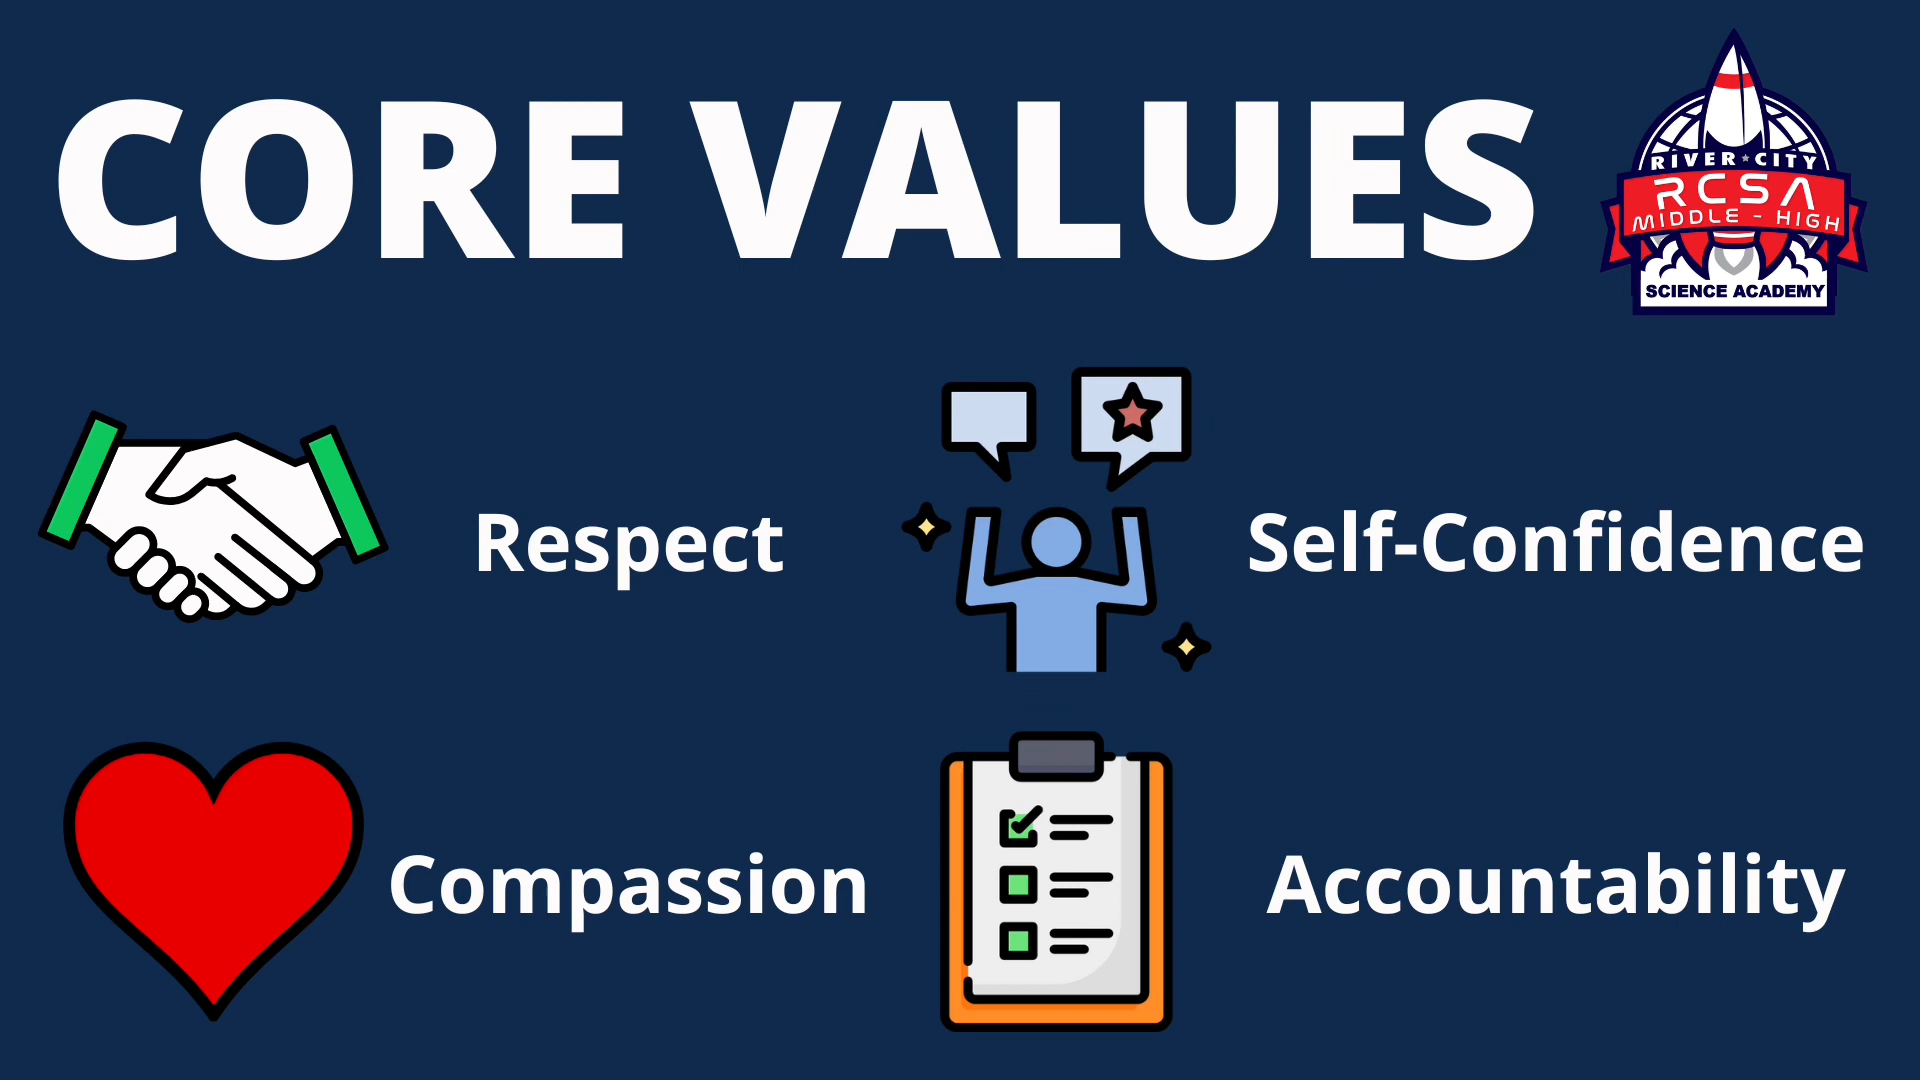 CORE VALUES
RIVER CITY
RCSA
MIDDLE - HIGH
SCIENCE ACADEMY
Respect
Self-Confidence
Compassion
Accountability